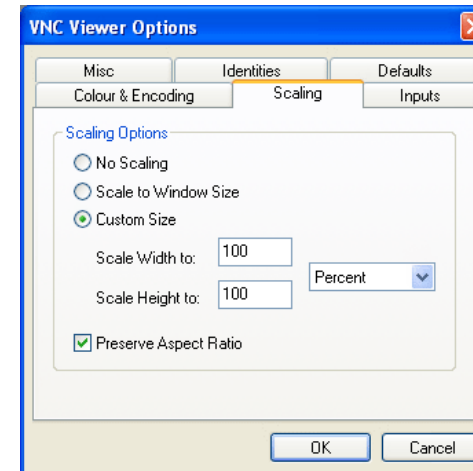 VNC Viewer Options
Misc Identities Defaults
Colour & Encoding Scaling Inputs
Scaling Options
No Scaling
Scale to Window Size
Custom Size
Scale Width to: 100
Percent
Scale Height to: 100
Preserve Aspect Ratio
OK Cancel